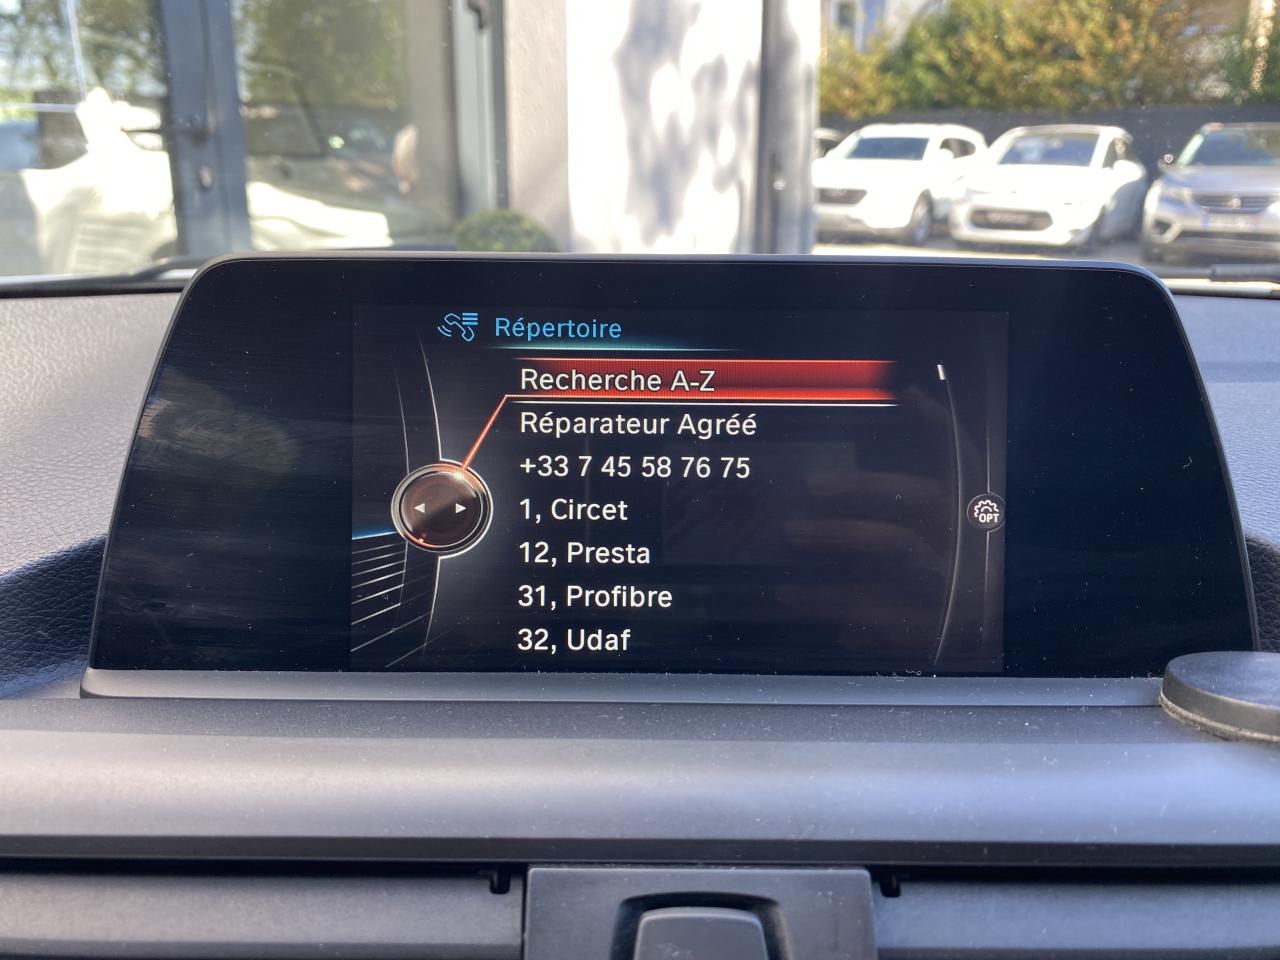 Répertoire
Recherche A-Z
Réparateur Agréé
+33 7 45 58 76 75
1, Circet
12, Presta
31, Profibre
32, Udaf
OPT